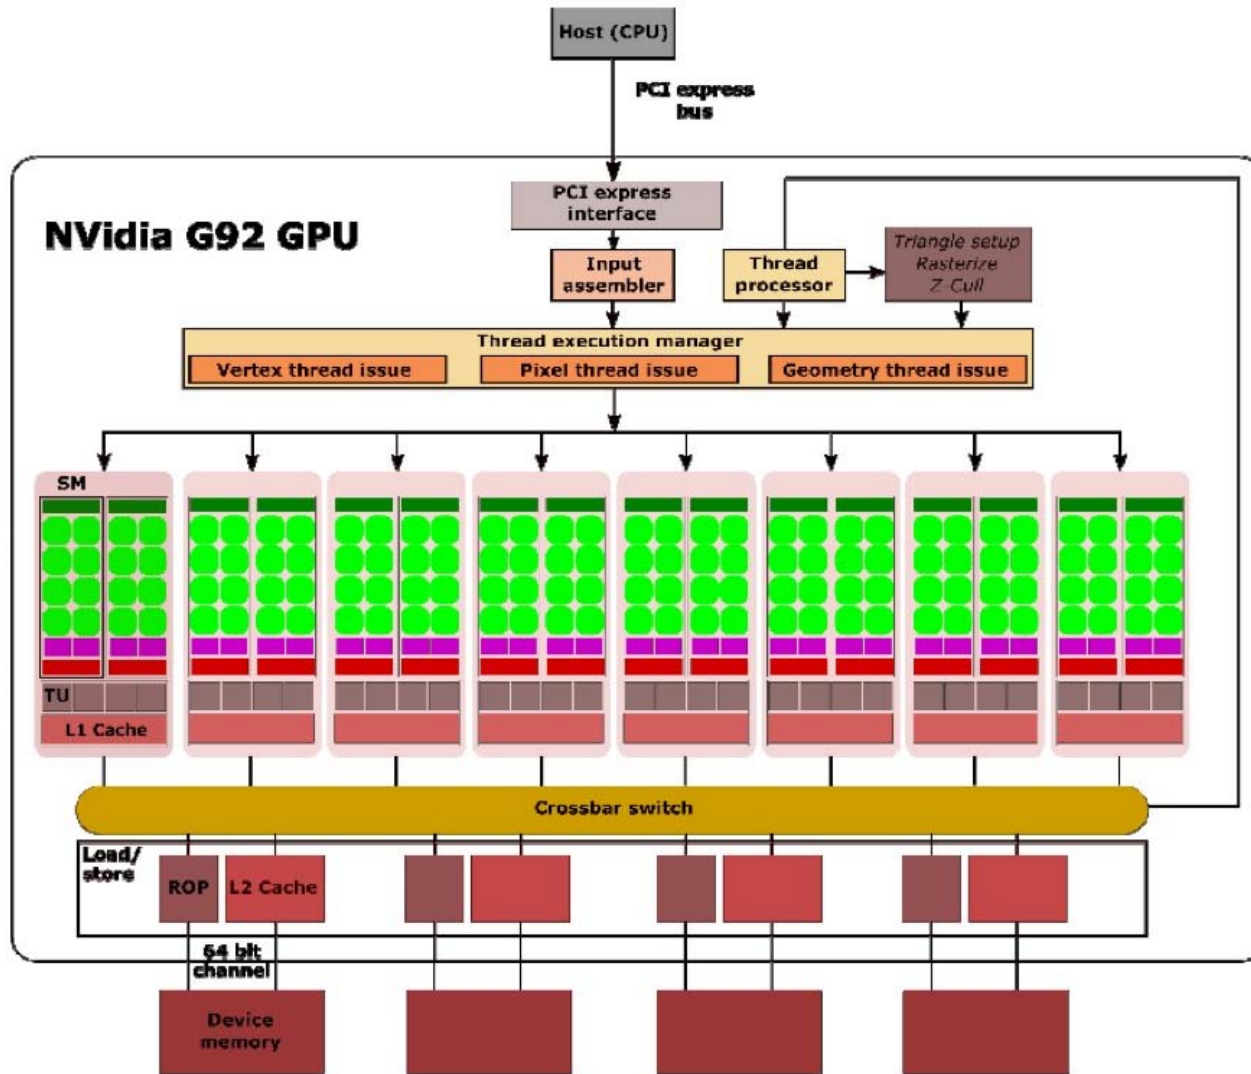 Host (CPU)
PCI express
bus
PCI express
interface
NVidia G92 GPU
Input
assembler
Thread
processor
Triangle setup
Rasterize
Z-Cull
Thread execution manager
Vertex thread issue
Pixel thread issue
Geometry thread issue
SM
TU
L1 Cache
Crossbar switch
Load/
store
ROP
L2 Cache
64 bit
channel
Device
memory